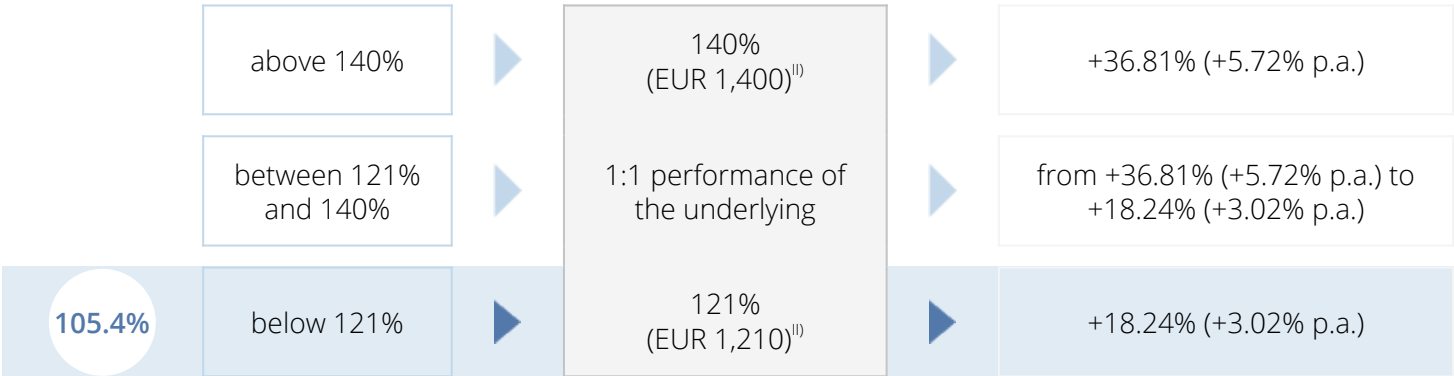 above 140%
140%
(EUR 1,400)II)
+36.81% (+5.72% p.a.)
between 121%
and 140%
1:1 performance of
the underlying
from +36.81% (+5.72% p.a.) to
+18.24% (+3.02% p.a.)
105.4%
below 121%
121%
(EUR 1,210)II)
+18.24% (+3.02% p.a.)